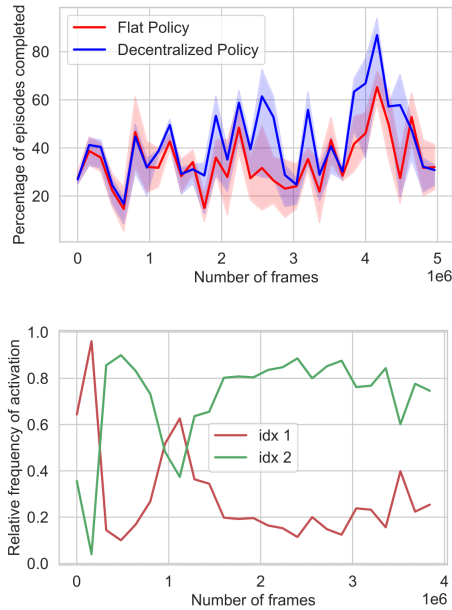 Percentage of episodes completed
80
60
40
20
Flat Policy
Decentralized Policy
0 1 2 3 4 5
Number of frames
1e6
Relative frequency of activation
1.0
0.8
0.6
0.4
0.2
0.0
idx 1
idx 2
0 1 2 3 4
Number of frames
1e6